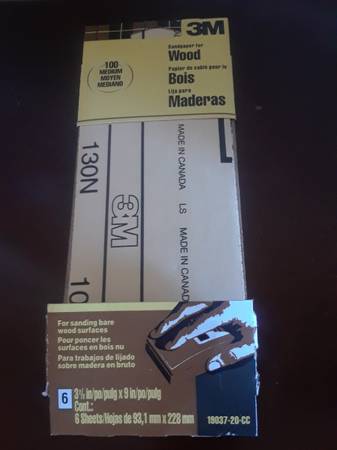 3M
Sandpaper for
Wood
Papier de sable pour le
Bois
Lija para
Maderas
100
MEDIUM
MOYEN
MEDIANO
130N
3M
MADE IN CANADA LS MADE IN CANAD
10
For sanding bare
wood surfaces
Pour poncer les
surfaces en bois nu
Para trabajos de lijado
sobre madera en bruto
6
3⅔ in/po/pulg x 9 in/po/pulg
Cont.:
6 Sheets/Hojas de 93,1 mm x 228 mm
19037-20-CC